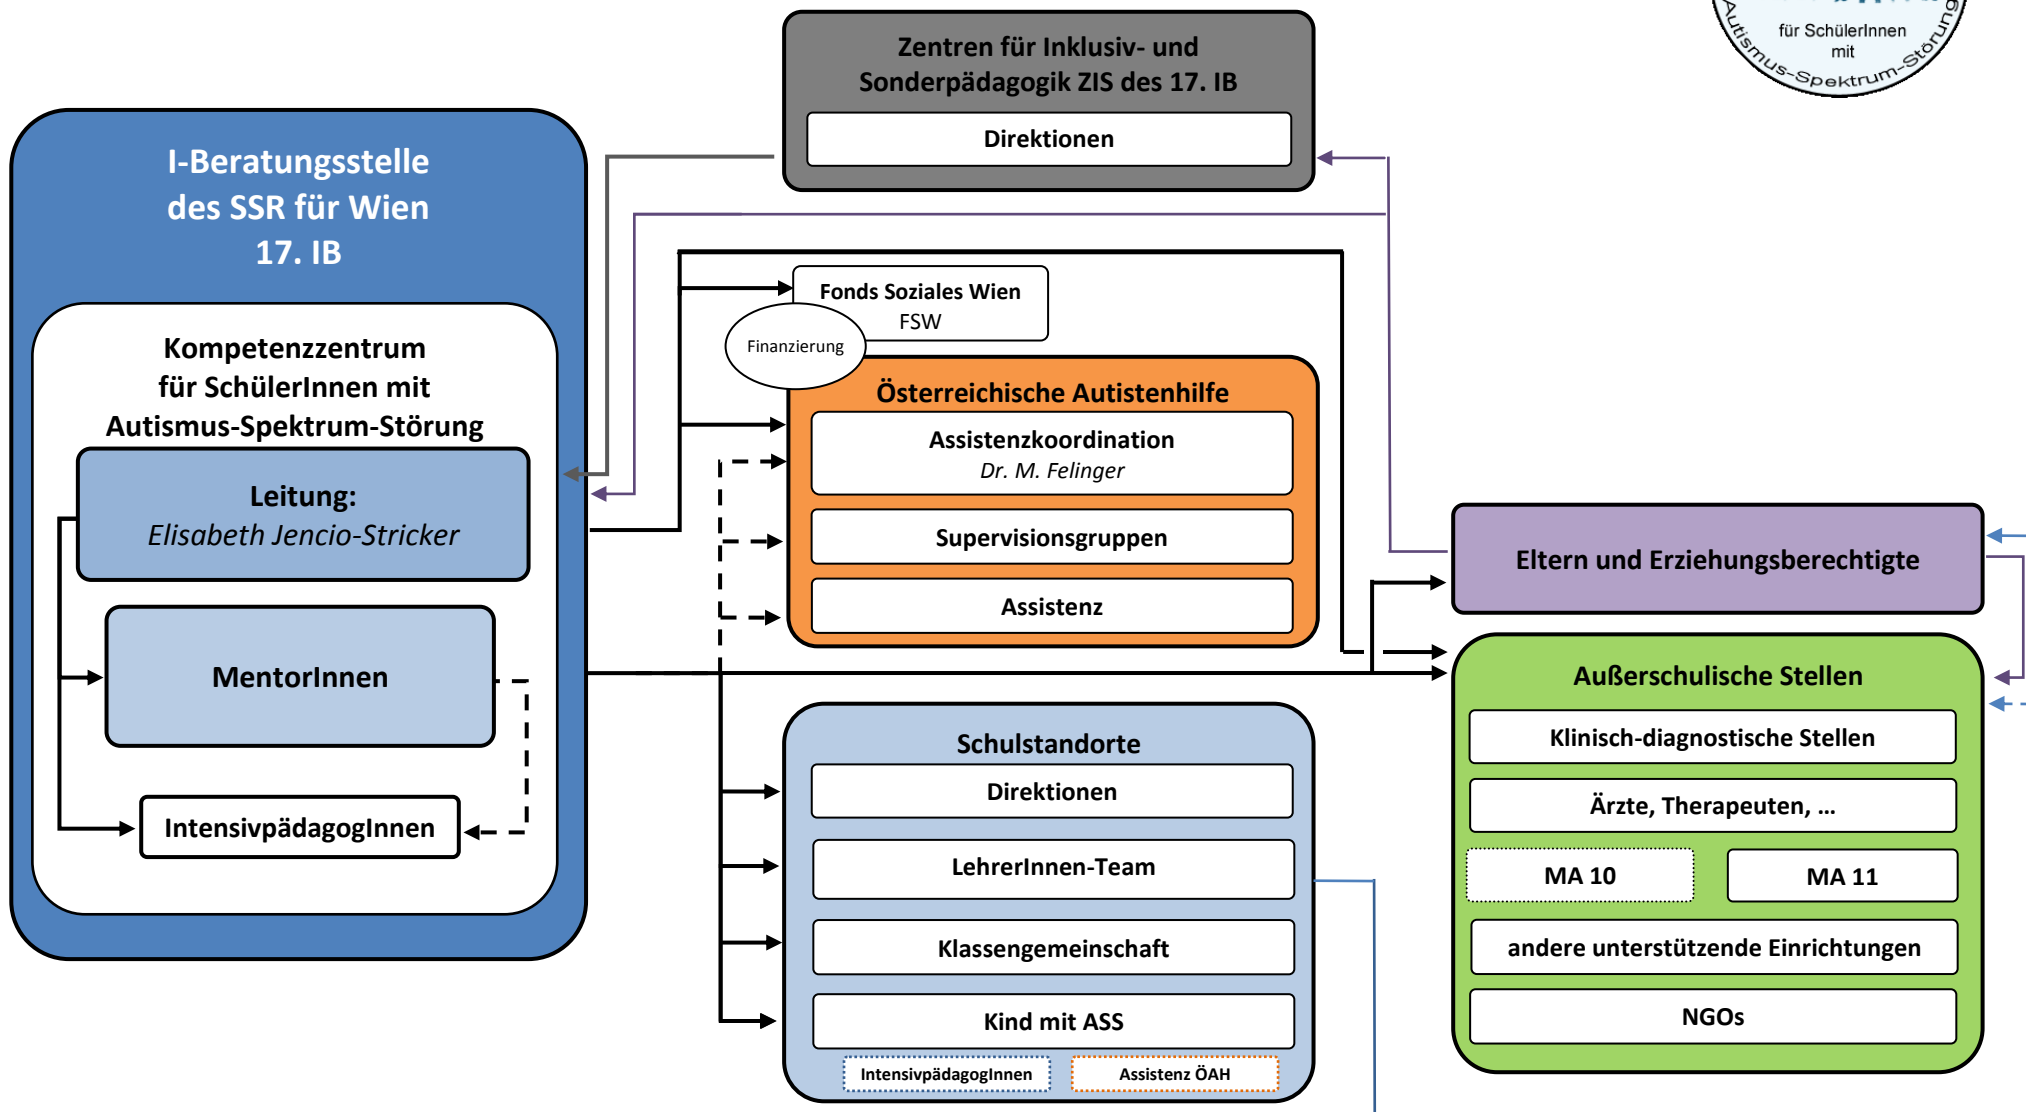 Zentren für Inklusiv- und
Sonderpädagogik ZIS des 17. IB
Direktionen
für SchülerInnen
mit
Autismus-Spektrum-Störung
I-Beratungsstelle
des SSR für Wien
17. IB
Kompetenzzentrum
für SchülerInnen mit
Autismus-Spektrum-Störung
Leitung:
Elisabeth Jencio-Stricker
MentorInnen
IntensivpädagogInnen
Fonds Soziales Wien
FSW
Finanzierung
Österreichische Autistenhilfe
Assistenzkoordination
Dr. M. Felinger
Supervisionsgruppen
Assistenz
Schulstandorte
Direktionen
LehrerInnen-Team
Klassengemeinschaft
Kind mit ASS
IntensivpädagogInnen
Assistenz ÖAH
Eltern und Erziehungsberechtigte
Außerschulische Stellen
Klinisch-diagnostische Stellen
Ärzte, Therapeuten, ...
MA 10
MA 11
andere unterstützende Einrichtungen
NGOs